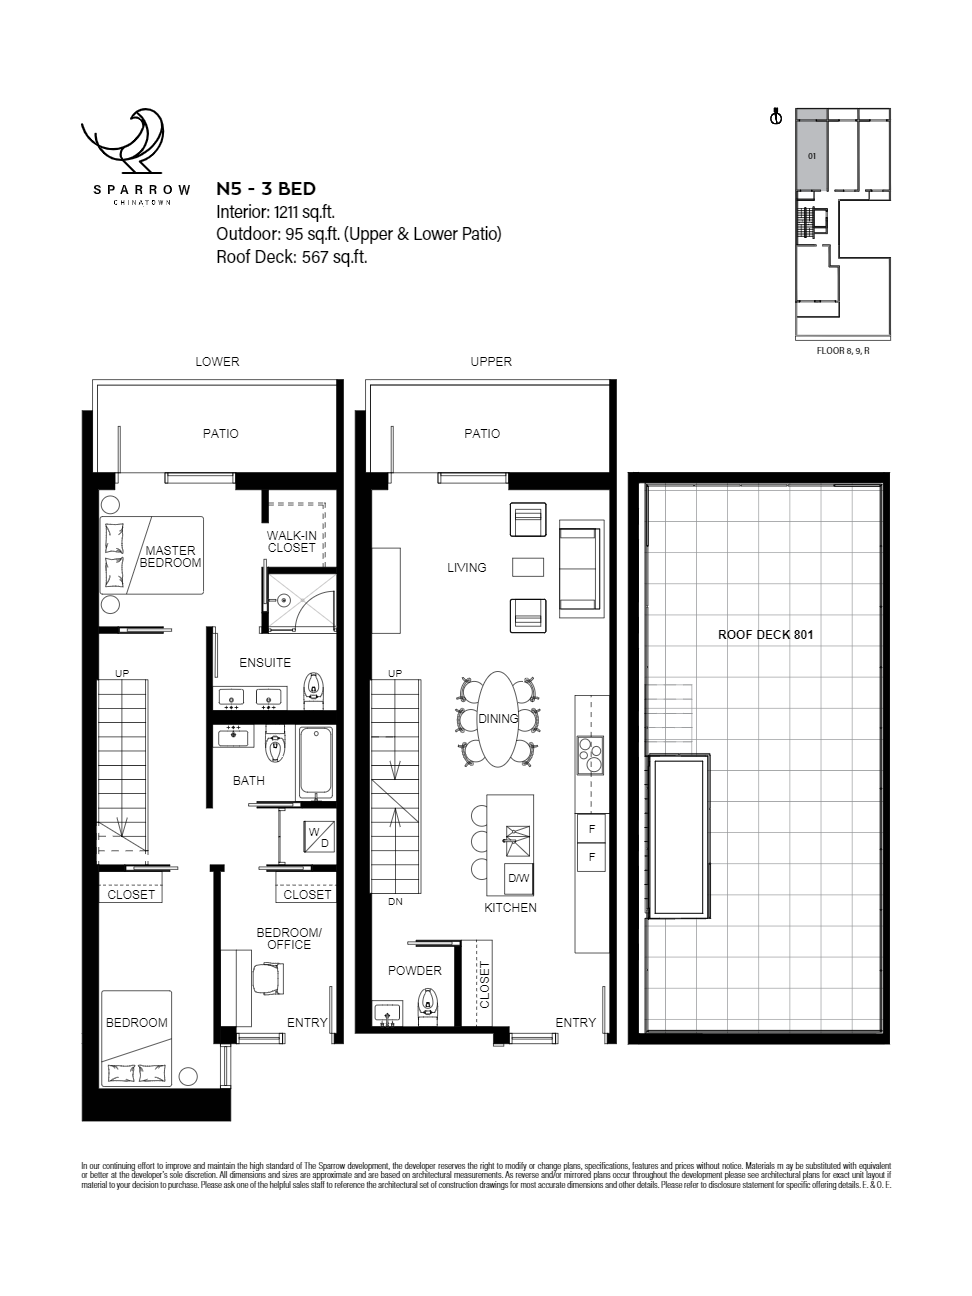 SPARROW
CHINATOWN
N5 - 3 BED
Interior: 1211 sq.ft.
Outdoor: 95 sq.ft. (Upper & Lower Patio)
Roof Deck: 567 sq.ft.
01
FLOOR 8, 9, R
LOWER
UPPER
PATIO
PATIO
WALK-IN
CLOSET
MASTER
BEDROOM
LIVING
ROOF DECK 801
ENSUITE
UP
UP
DINING
BATH
W
D
F
F
D/W
CLOSET
CLOSET
DN
KITCHEN
BEDROOM/
OFFICE
POWDER
CLOSET
BEDROOM
ENTRY
ENTRY
In our continuing effort to improve and maintain the high standard of The Sparrow development, the developer reserves the right to modify or change plans, specifications, features and prices without notice. Materials m ay be substituted with equivalent
or better at the developer's sole discretion. All dimensions and sizes are approximate and are based on architectural measurements. As reverse and/or mirrored plans occur throughout the development please see architectural plans for exact unit layout if
material to your decision to purchase. Please ask one of the helpful sales staff to reference the architectural set of construction drawings for most accurate dimensions and other details. Please refer to disclosure statement for specific offering details. E. & O. E.